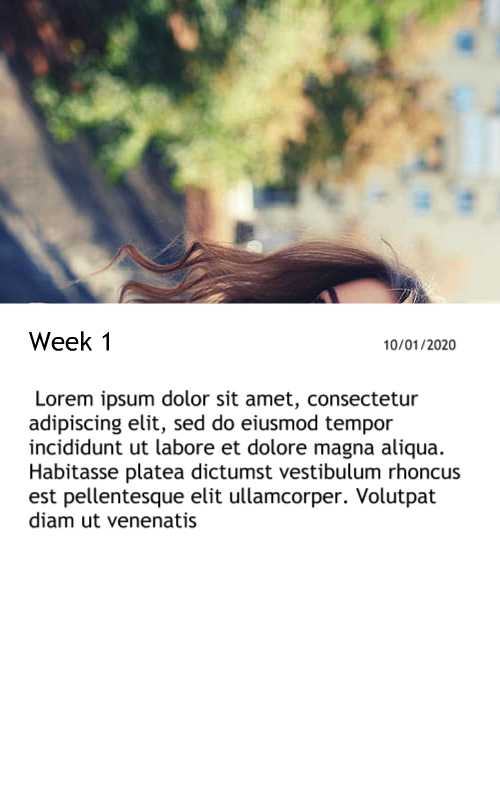 Week 1
10/01/2020
Lorem ipsum dolor sit amet, consectetur
adipiscing elit, sed do eiusmod tempor
incididunt ut labore et dolore magna aliqua.
Habitasse platea dictumst vestibulum rhoncus
est pellentesque elit ullamcorper. Volutpat
diam ut venenatis